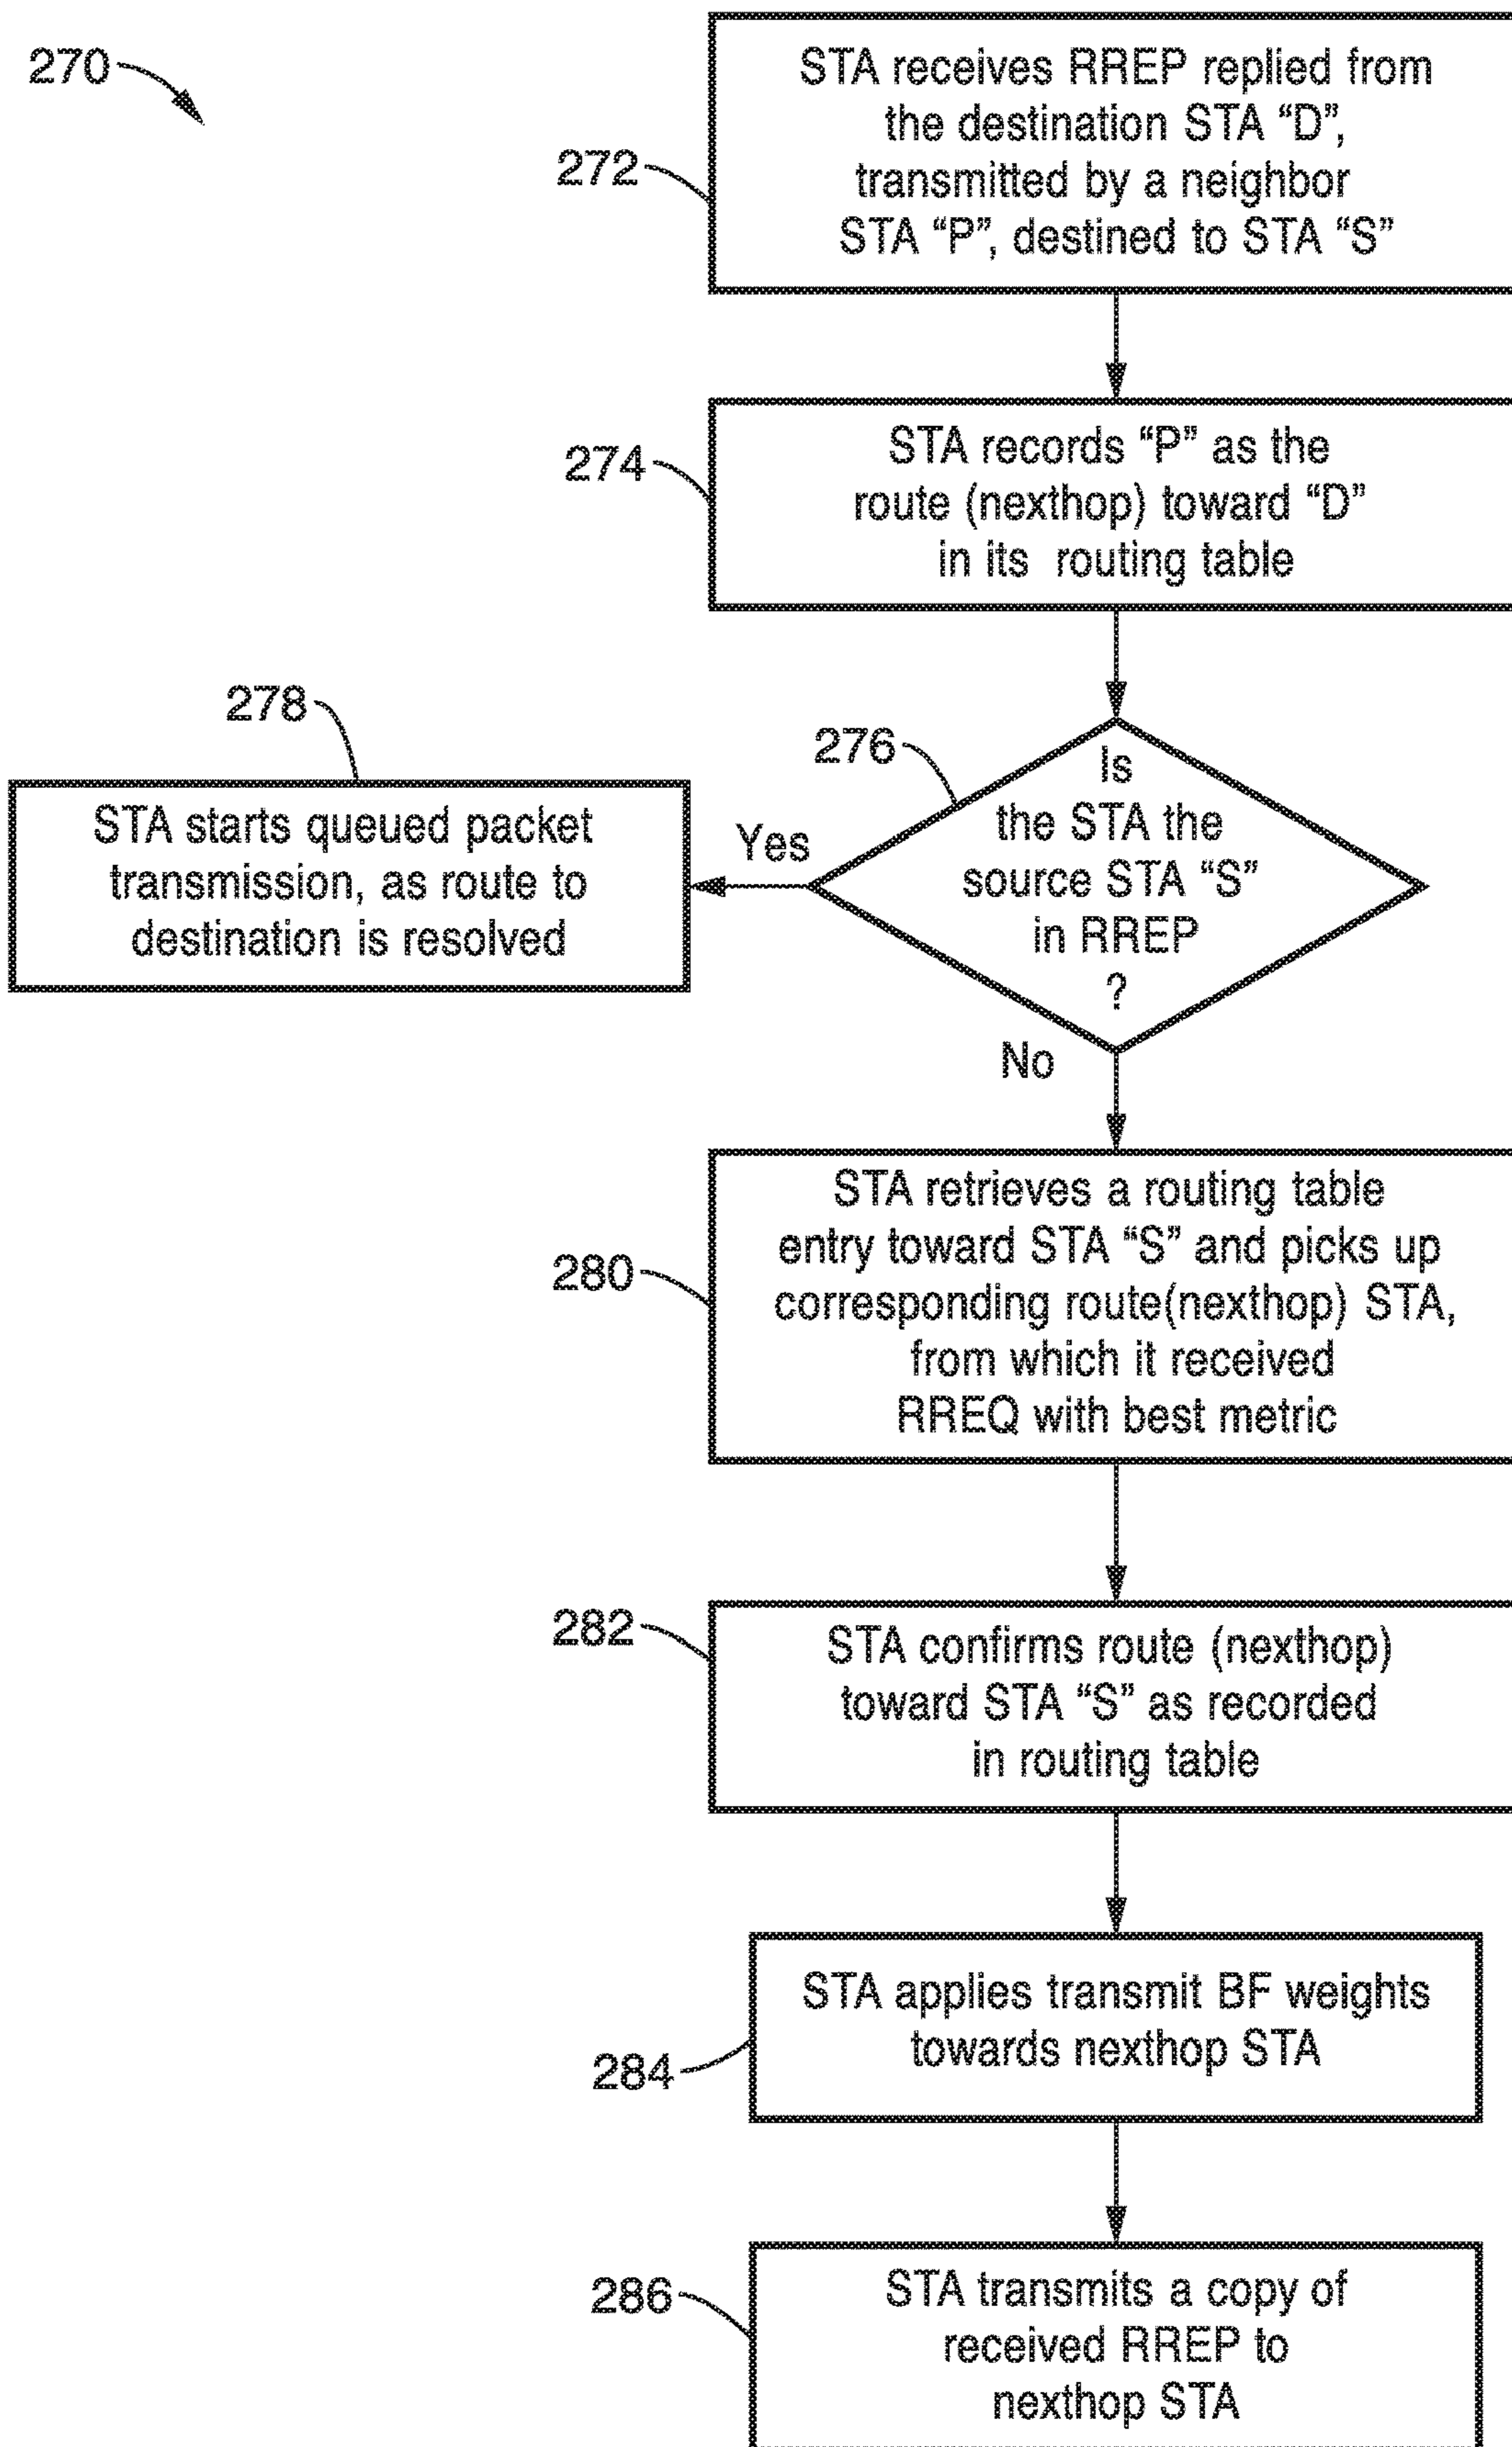 270
272
STA receives RREP replied from
the destination STA “D”,
transmitted by a neighbor
STA “P”, destined to STA “S”
274
STA records “P” as the
route (nexthop) toward “D”
in its routing table
276
Is
the STA the
source STA “S”
in RREP
?
Yes
278
STA starts queued packet
transmission, as route to
destination is resolved
No
280
STA retrieves a routing table
entry toward STA “S” and picks up
corresponding route(nexthop) STA,
from which it received
RREQ with best metric
282
STA confirms route (nexthop)
toward STA “S” as recorded
in routing table
284
STA applies transmit BF weights
towards nexthop STA
286
STA transmits a copy of
received RREP to
nexthop STA